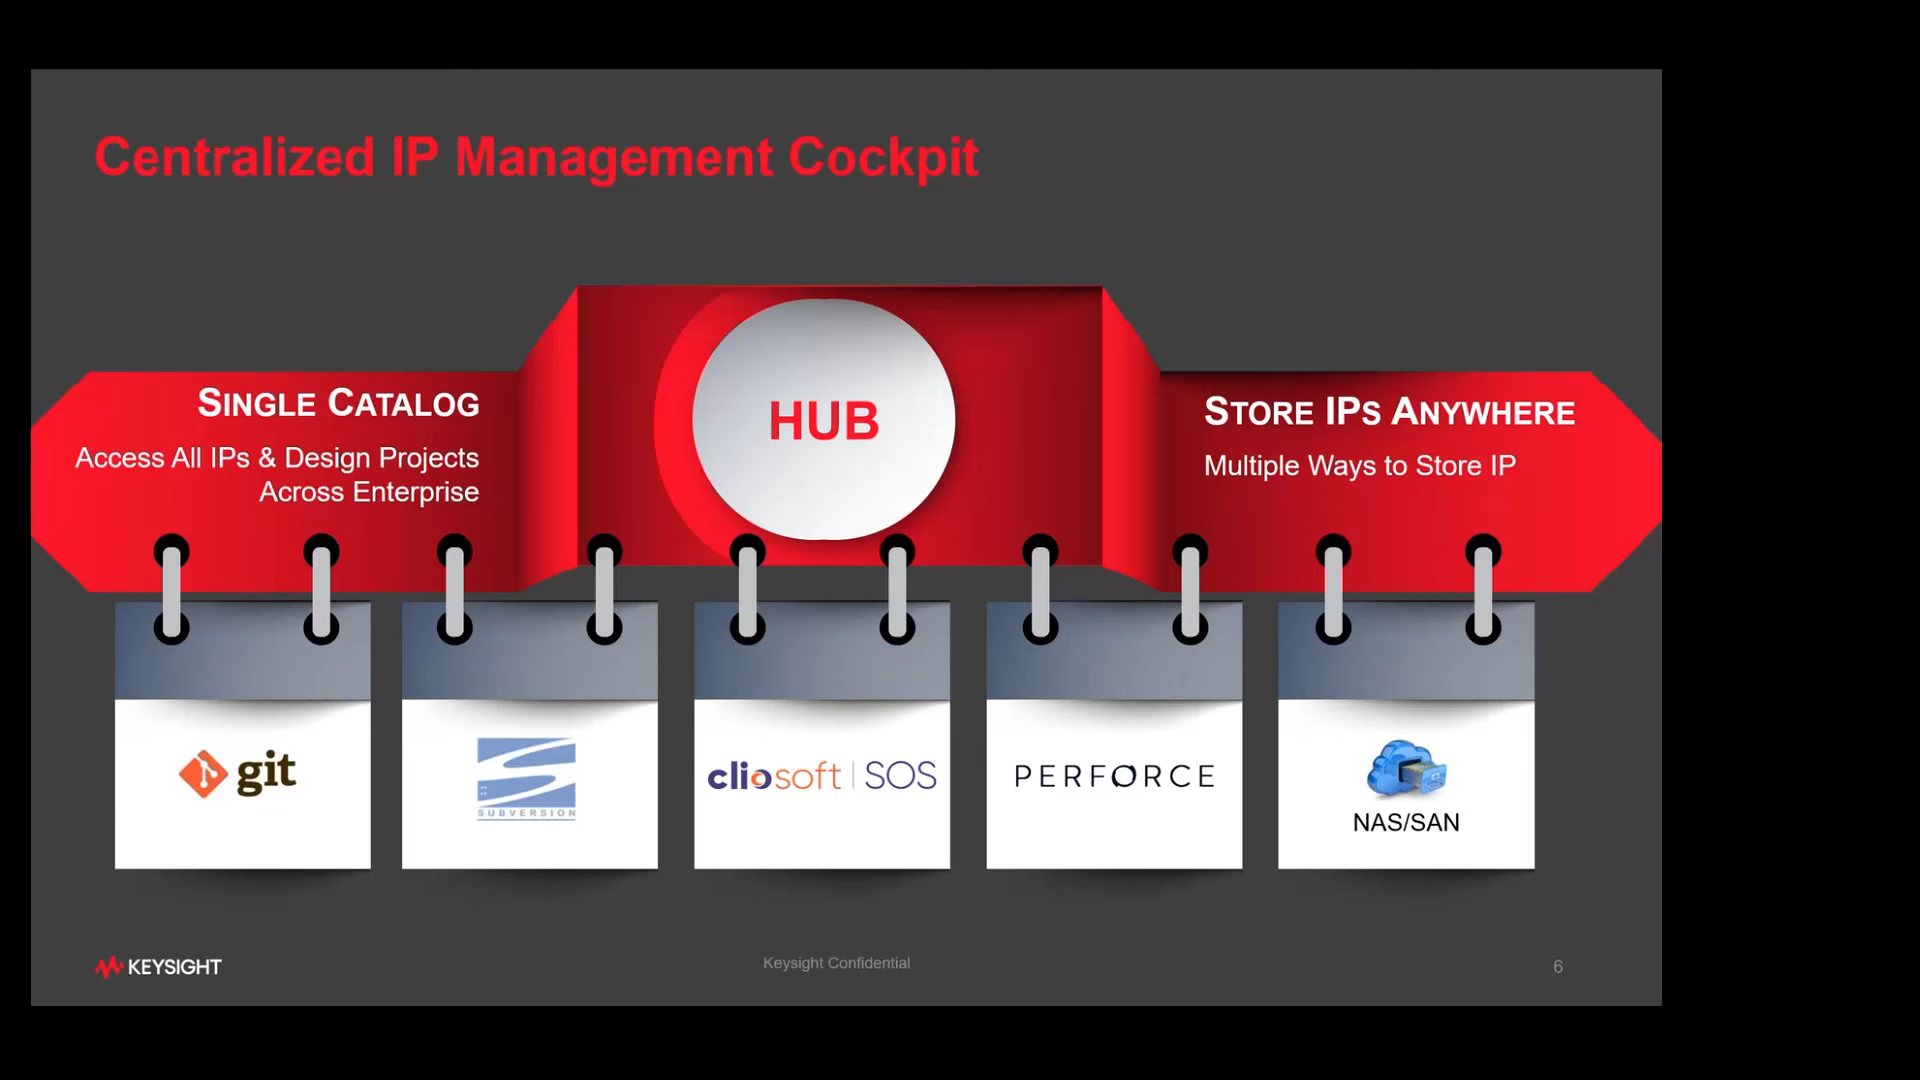 Centralized IP Management Cockpit
SINGLE CATALOG
Access All IPs & Design Projects
Across Enterprise
HUB
STORE IPS ANYWHERE
Multiple Ways to Store IP
git
SUBVERSION
cliosoft | SOS
PERFORCE
NAS/SAN
KEYSIGHT
Keysight Confidential
6